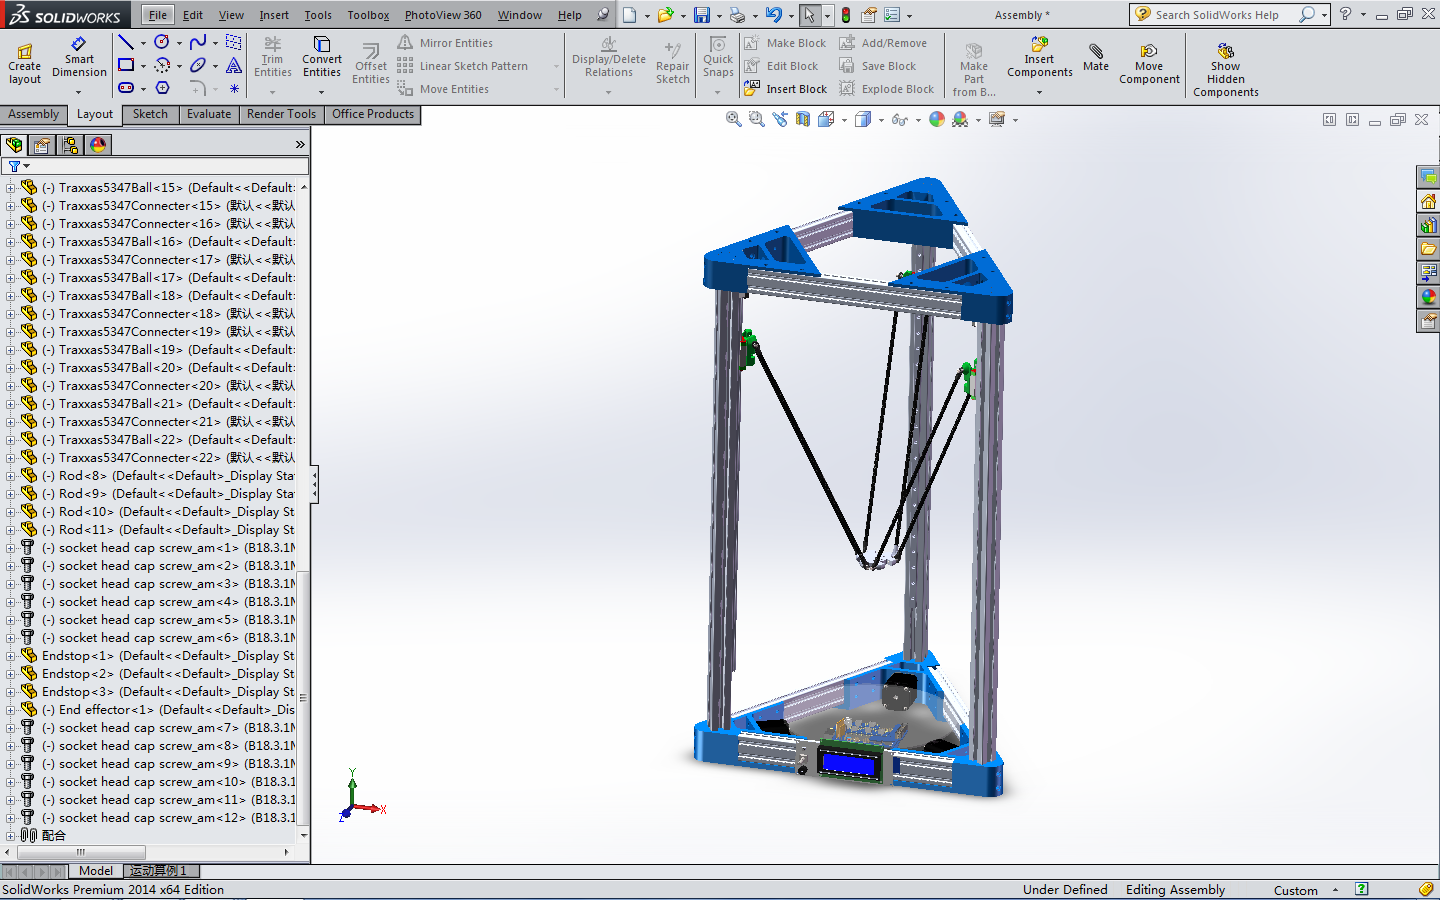 SOLIDWORKS File Edit View Insert Tools Toolbox PhotoView 360 Window Help Assembly * Search SolidWorks Help
Create layout
Smart Dimension
Trim Entities
Convert Entities
Offset Entities
Mirror Entities
Linear Sketch Pattern
Move Entities
Display/Delete Relations
Repair Sketch
Quick Snaps
Make Block
Edit Block
Insert Block
Add/Remove
Save Block
Explode Block
Make Part from B...
Insert Components
Mate
Move Component
Show Hidden Components
Assembly Layout Sketch Evaluate Render Tools Office Products
(-) Traxxas5347Ball<15> (Default<<Default:
(-) Traxxas5347Connecter<15> (默认<<默认
(-) Traxxas5347Connecter<16> (默认<<默认
(-) Traxxas5347Ball<16> (Default<<Default:
(-) Traxxas5347Connecter<17> (默认<<默认
(-) Traxxas5347Ball<17> (Default<<Default:
(-) Traxxas5347Ball<18> (Default<<Default:
(-) Traxxas5347Connecter<18> (默认<<默认
(-) Traxxas5347Connecter<19> (默认<<默认
(-) Traxxas5347Ball<19> (Default<<Default:
(-) Traxxas5347Ball<20> (Default<<Default:
(-) Traxxas5347Connecter<20> (默认<<默认
(-) Traxxas5347Ball<21> (Default<<Default:
(-) Traxxas5347Connecter<21> (默认<<默认
(-) Traxxas5347Ball<22> (Default<<Default:
(-) Traxxas5347Connecter<22> (默认<<默认
(-) Rod<8> (Default<<Default>_Display Sta
(-) Rod<9> (Default<<Default>_Display Sta
(-) Rod<10> (Default<<Default>_Display St
(-) Rod<11> (Default<<Default>_Display St
(-) socket head cap screw_am<1> (B18.3.1M
(-) socket head cap screw_am<2> (B18.3.1M
(-) socket head cap screw_am<3> (B18.3.1M
(-) socket head cap screw_am<4> (B18.3.1M
(-) socket head cap screw_am<5> (B18.3.1M
(-) socket head cap screw_am<6> (B18.3.1M
Endstop<1> (Default<<Default>_Display St
Endstop<2> (Default<<Default>_Display St
Endstop<3> (Default<<Default>_Display St
(-) End effector<1> (Default<<Default>_Dis
(-) socket head cap screw_am<7> (B18.3.1M
(-) socket head cap screw_am<8> (B18.3.1M
(-) socket head cap screw_am<9> (B18.3.1M
(-) socket head cap screw_am<10> (B18.3.1
(-) socket head cap screw_am<11> (B18.3.1
(-) socket head cap screw_am<12> (B18.3.1
配合
Y
X
Z
Model 运动算例 1
SolidWorks Premium 2014 x64 Edition Under Defined Editing Assembly Custom